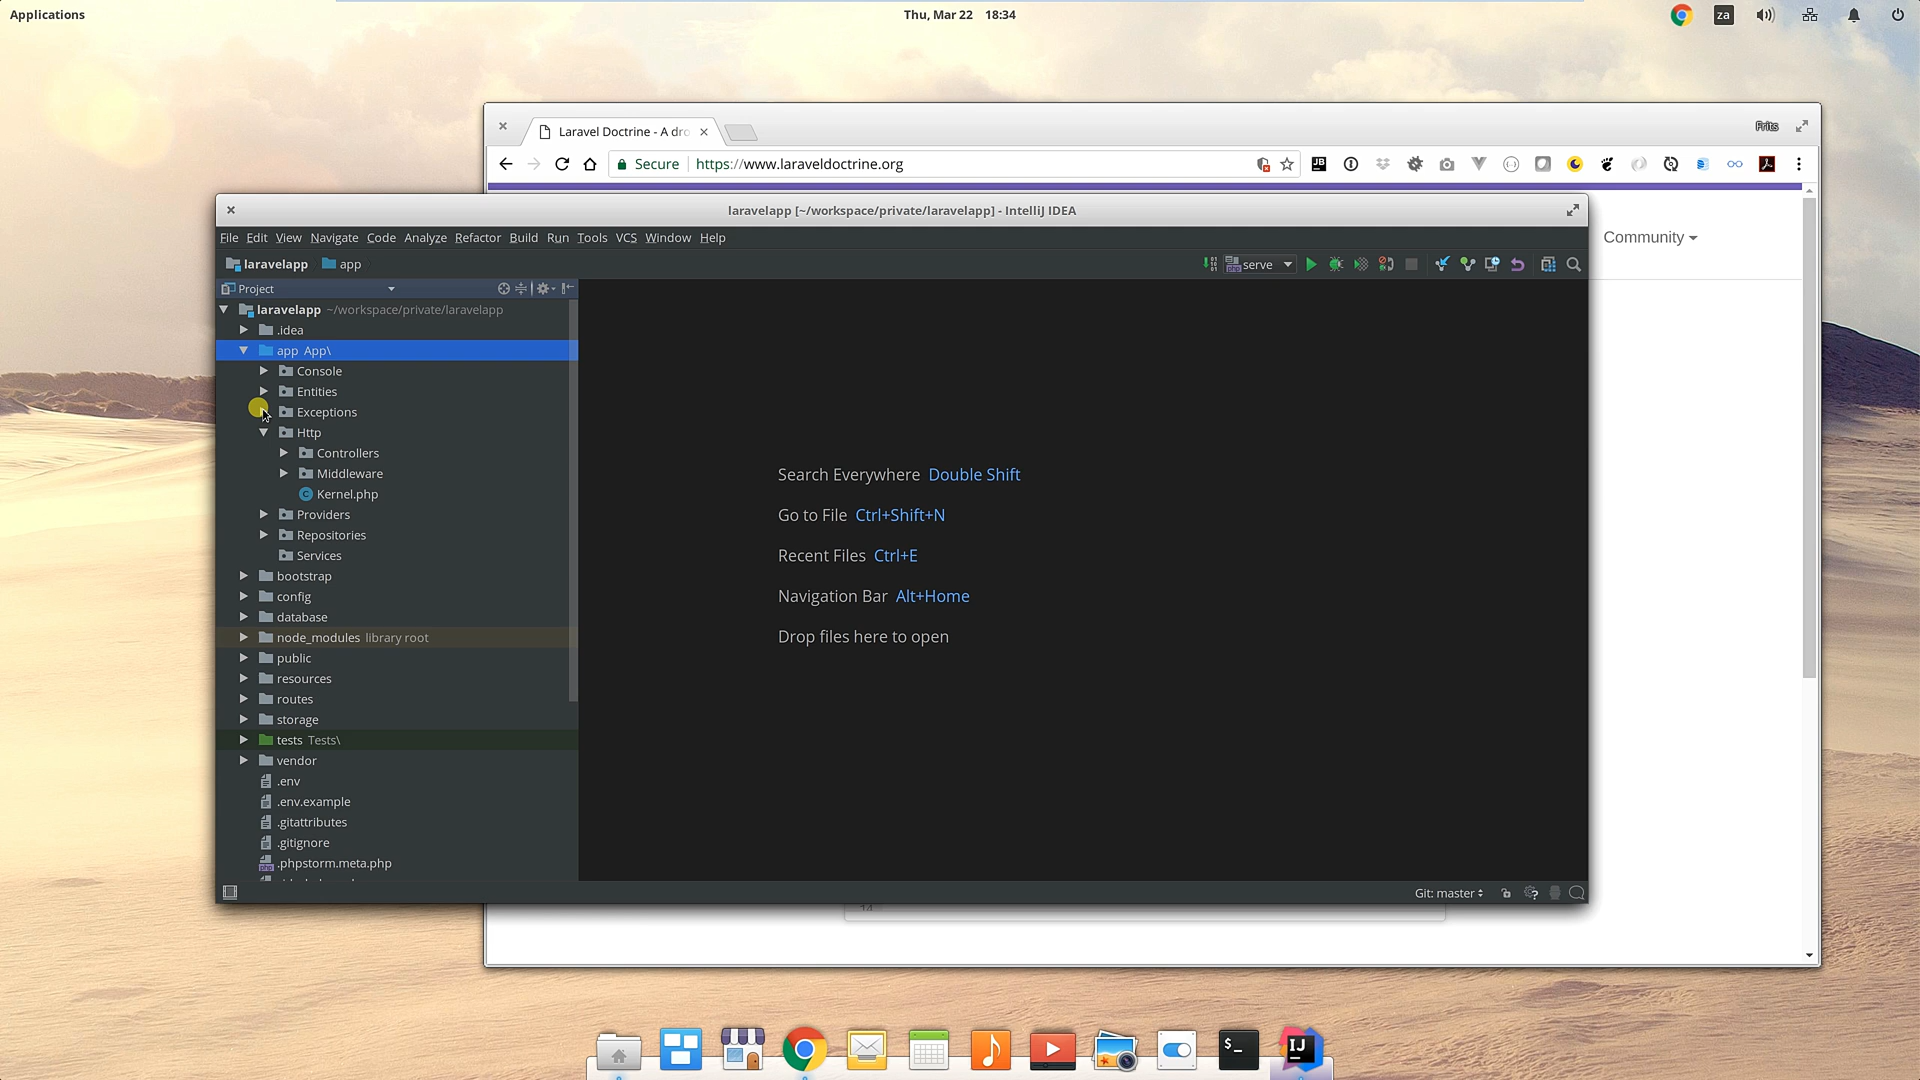 Applications
Thu, Mar 22 18:34
za
Laravel Doctrine - A dro
Frits
Secure https://www.laraveldoctrine.org
JB
laravelapp [~/workspace/private/laravelapp] - IntelliJ IDEA
File Edit View Navigate Code Analyze Refactor Build Run Tools VCS Window Help
Community
laravelapp app
serve
Project
laravelapp ~/workspace/private/laravelapp
.idea
app App\
Console
Entities
Exceptions
Http
Controllers
Middleware
Kernel.php
Providers
Repositories
Services
bootstrap
config
database
node_modules library root
public
resources
routes
storage
tests Tests\
vendor
.env
.env.example
.gitattributes
.gitignore
.phpstorm.meta.php
Search Everywhere Double Shift
Go to File Ctrl+Shift+N
Recent Files Ctrl+E
Navigation Bar Alt+Home
Drop files here to open
Git: master
$_
IJ